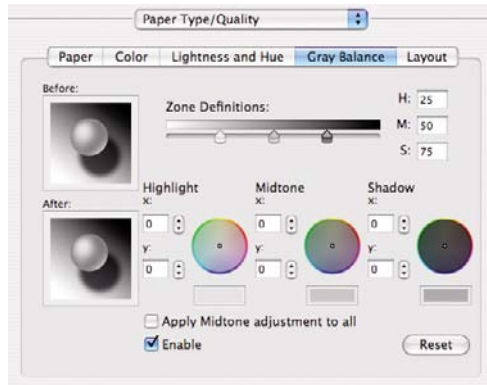 Paper Type/Quality
Paper Color Lightness and Hue Gray Balance Layout
Before:
Zone Definitions:
H: 25
M: 50
S: 75
After:
Highlight Midtone Shadow
x: x: x:
0 0 0
y: y: y:
0 0 0
Apply Midtone adjustment to all
Enable
Reset